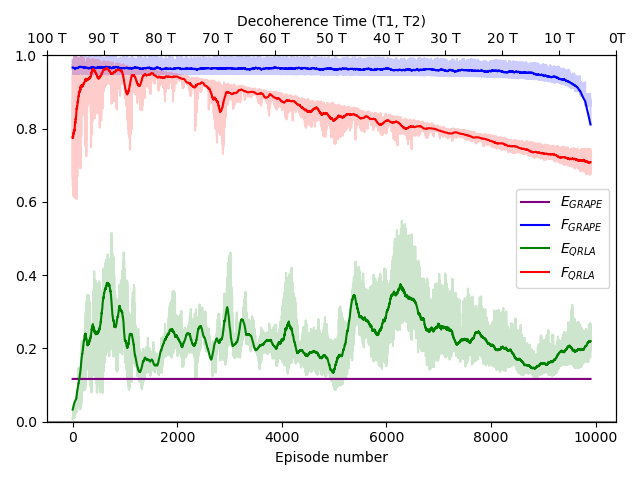 Decoherence Time (T1, T2)
100 T 90 T 80 T 70 T 60 T 50 T 40 T 30 T 20 T 10 T 0T
1.0
0.8
0.6
0.4
0.2
0.0
E_GRAPE
F_GRAPE
E_QRLA
F_QRLA
0 2000 4000 6000 8000 10000
Episode number